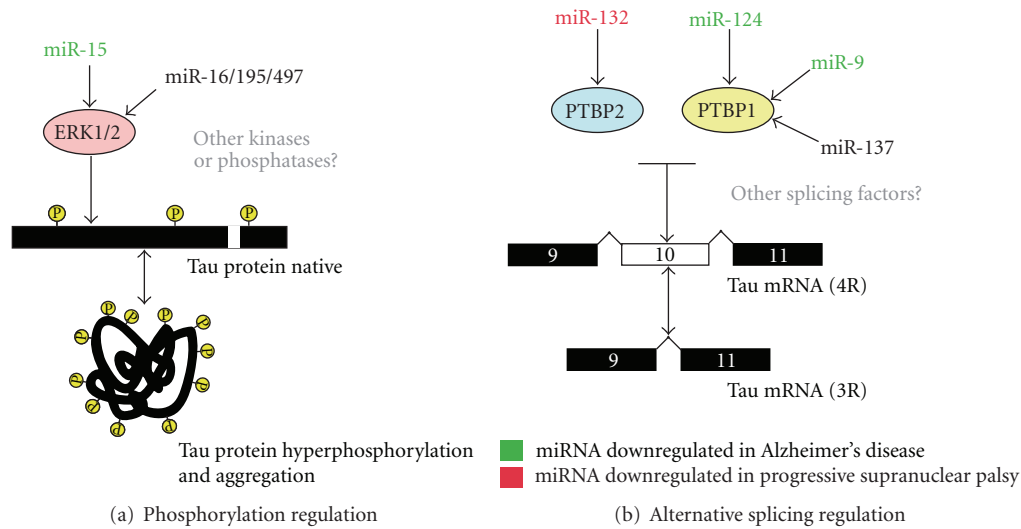 miR-15
miR-16/195/497
ERK1/2
Other kinases
or phosphatases?
P P P
Tau protein native
P P P P P P P P P P P P
Tau protein hyperphosphorylation
and aggregation
(a) Phosphorylation regulation
miR-132
miR-124
miR-9
PTBP2
PTBP1
miR-137
Other splicing factors?
9 10 11
Tau mRNA (4R)
9 11
Tau mRNA (3R)
miRNA downregulated in Alzheimer's disease
miRNA downregulated in progressive supranuclear palsy
(b) Alternative splicing regulation